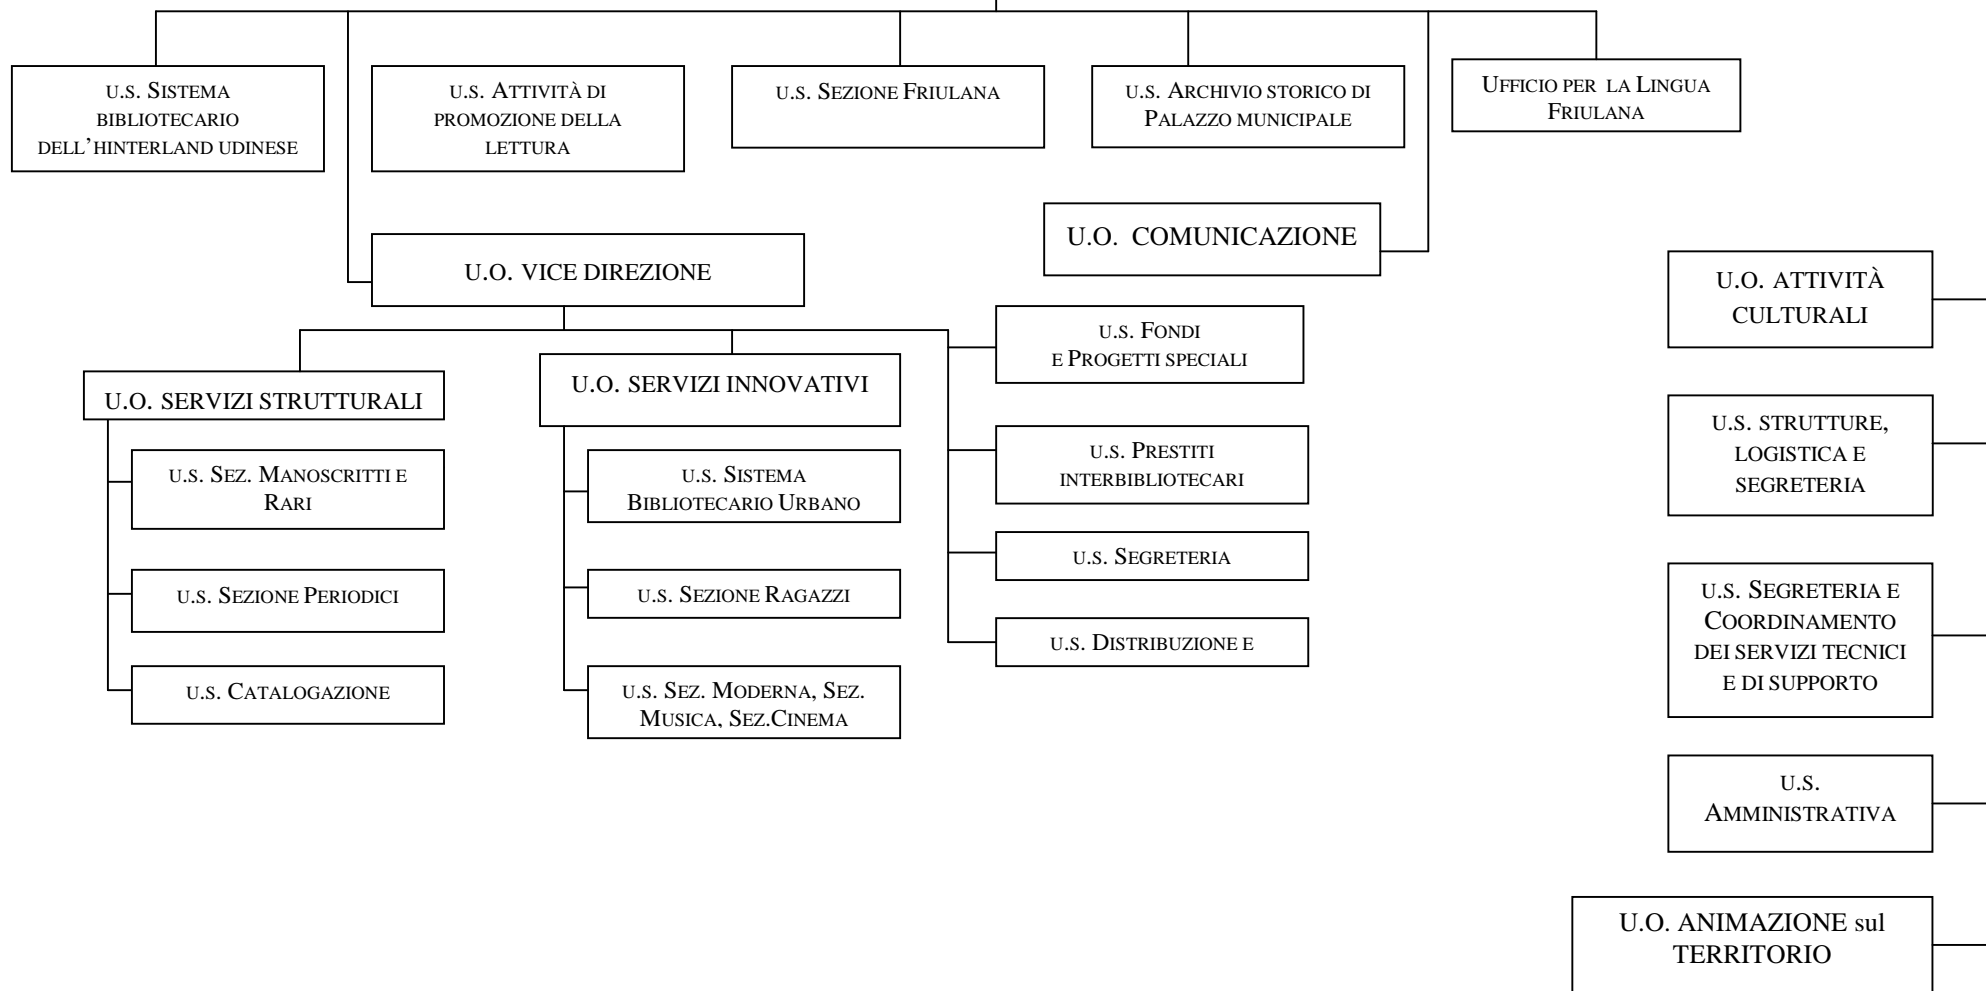 U.S. SISTEMA
BIBLIOTECARIO
DELL'HINTERLAND UDINESE
U.S. ATTIVITÀ DI
PROMOZIONE DELLA
LETTURA
U.S. SEZIONE FRIULANA
U.S. ARCHIVIO STORICO DI
PALAZZO MUNICIPALE
UFFICIO PER LA LINGUA
FRIULANA
U.O. COMUNICAZIONE
U.O. VICE DIREZIONE
U.O. SERVIZI STRUTTURALI
U.S. SEZ. MANOSCRITTI E
RARI
U.S. SEZIONE PERIODICI
U.S. CATALOGAZIONE
U.O. SERVIZI INNOVATIVI
U.S. SISTEMA
BIBLIOTECARIO URBANO
U.S. SEZIONE RAGAZZI
U.S. SEZ. MODERNA, SEZ.
MUSICA, SEZ.CINEMA
U.S. FONDI
E PROGETTI SPECIALI
U.S. PRESTITI
INTERBIBLIOTECARI
U.S. SEGRETERIA
U.S. DISTRIBUZIONE E
U.O. ATTIVITÀ
CULTURALI
U.S. STRUTTURE,
LOGISTICA E
SEGRETERIA
U.S. SEGRETERIA E
COORDINAMENTO
DEI SERVIZI TECNICI
E DI SUPPORTO
U.S.
AMMINISTRATIVA
U.O. ANIMAZIONE sul
TERRITORIO